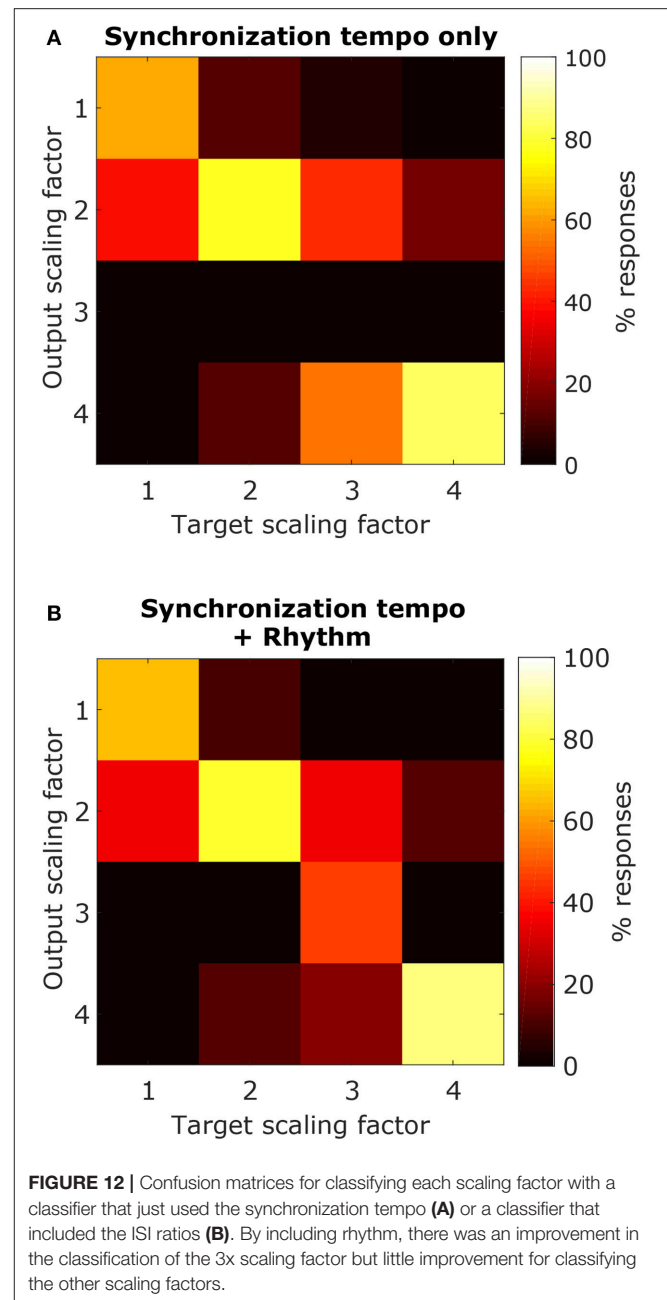 A
Synchronization tempo only
100
80
60
40
20
0
% responses
1
2
3
4
Output scaling factor
1 2 3 4
Target scaling factor
B
Synchronization tempo
+ Rhythm
100
80
60
40
20
0
% responses
1
2
3
4
Output scaling factor
1 2 3 4
Target scaling factor
FIGURE 12 | Confusion matrices for classifying each scaling factor with a
classifier that just used the synchronization tempo (A) or a classifier that
included the ISI ratios (B). By including rhythm, there was an improvement in
the classification of the 3x scaling factor but little improvement for classifying
the other scaling factors.